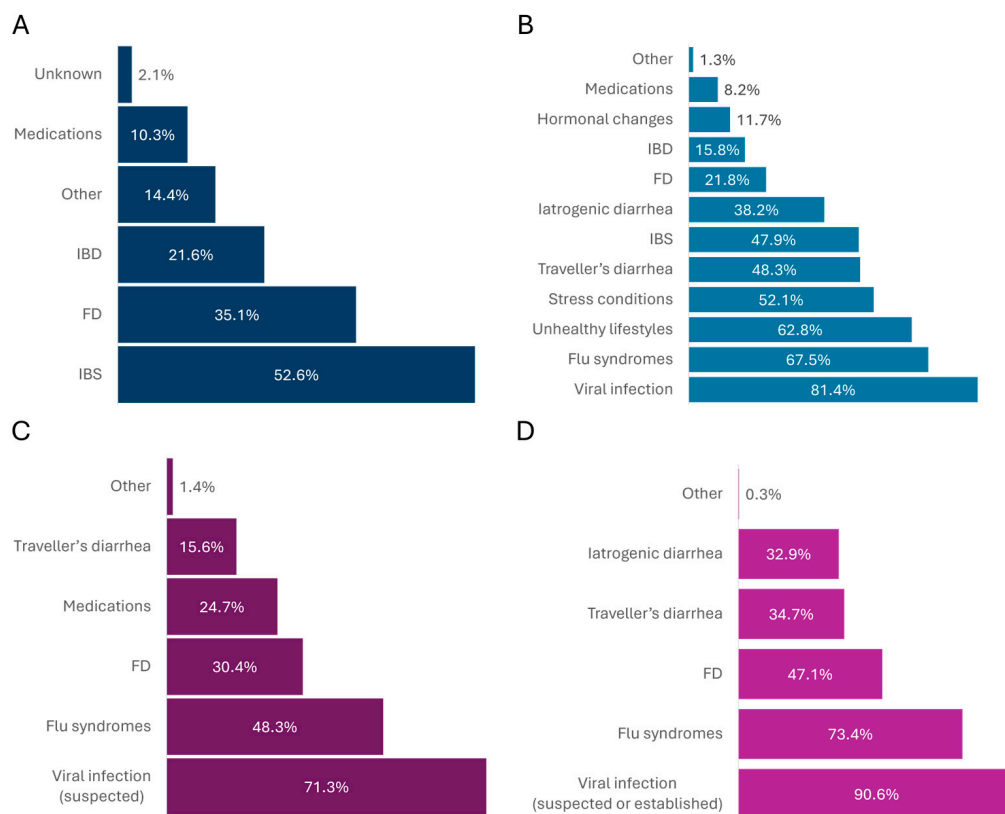 A
Unknown 2.1%
Medications 10.3%
Other 14.4%
IBD 21.6%
FD 35.1%
IBS 52.6%
B
Other 1.3%
Medications 8.2%
Hormonal changes 11.7%
IBD 15.8%
FD 21.8%
Iatrogenic diarrhea 38.2%
IBS 47.9%
Traveller's diarrhea 48.3%
Stress conditions 52.1%
Unhealthy lifestyles 62.8%
Flu syndromes 67.5%
Viral infection 81.4%
C
Other 1.4%
Traveller's diarrhea 15.6%
Medications 24.7%
FD 30.4%
Flu syndromes 48.3%
Viral infection
(suspected) 71.3%
D
Other 0.3%
Iatrogenic diarrhea 32.9%
Traveller's diarrhea 34.7%
FD 47.1%
Flu syndromes 73.4%
Viral infection
(suspected or established) 90.6%